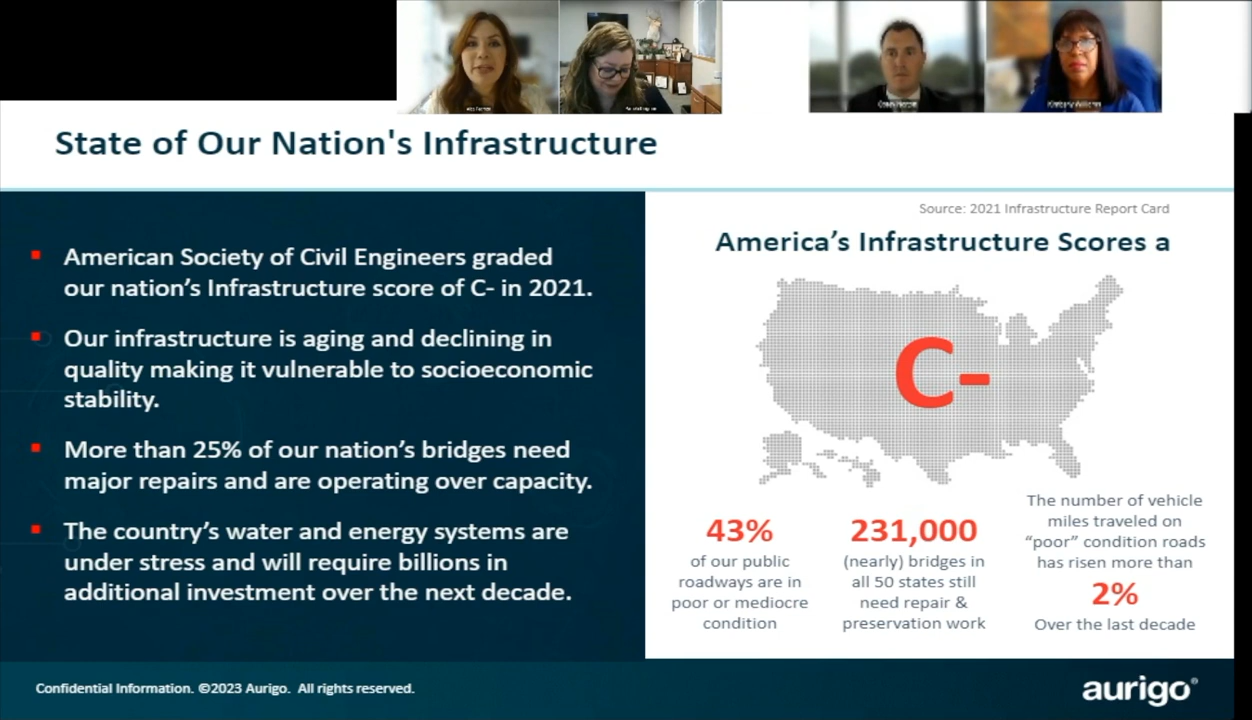 Kimberly Williams
State of Our Nation's Infrastructure
American Society of Civil Engineers graded
our nation's Infrastructure score of C- in 2021.
Our infrastructure is aging and declining in
quality making it vulnerable to socioeconomic
stability.
More than 25% of our nation's bridges need
major repairs and are operating over capacity.
The country's water and energy systems are
under stress and will require billions in
additional investment over the next decade.
Source: 2021 Infrastructure Report Card
America's Infrastructure Scores a
C-
43%
of our public
roadways are in
poor or mediocre
condition
231,000
(nearly) bridges in
all 50 states still
need repair &
preservation work
The number of vehicle
miles traveled on
“poor” condition roads
has risen more than
2%
Over the last decade
Confidential Information. ©2023 Aurigo. All rights reserved.
aurigo®